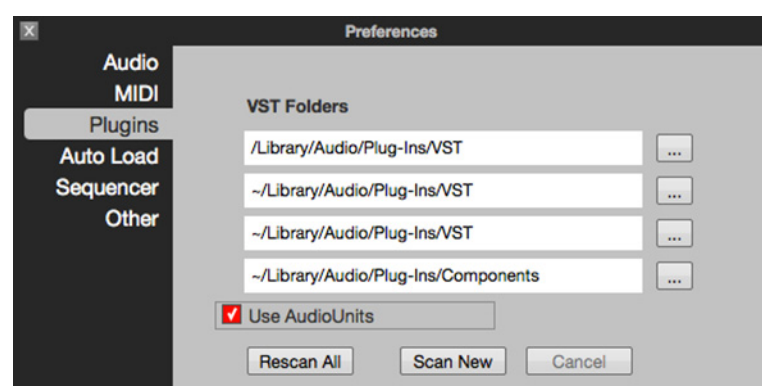 X Preferences
Audio
MIDI
Plugins
Auto Load
Sequencer
Other
VST Folders
/Library/Audio/Plug-Ins/VST ...
~/Library/Audio/Plug-Ins/VST ...
~/Library/Audio/Plug-Ins/VST ...
~/Library/Audio/Plug-Ins/Components ...
Use AudioUnits
Rescan All Scan New Cancel